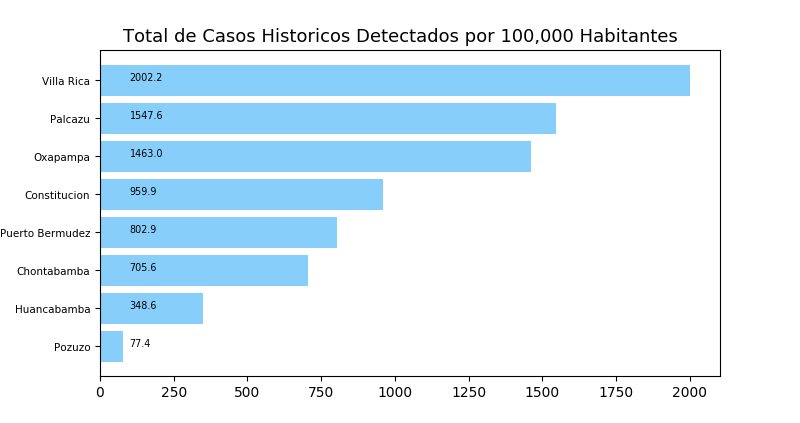 Total de Casos Historicos Detectados por 100,000 Habitantes
Villa Rica 2002.2
Palcazu 1547.6
Oxapampa 1463.0
Constitucion 959.9
Puerto Bermudez 802.9
Chontabamba 705.6
Huancabamba 348.6
Pozuzo 77.4
0 250 500 750 1000 1250 1500 1750 2000